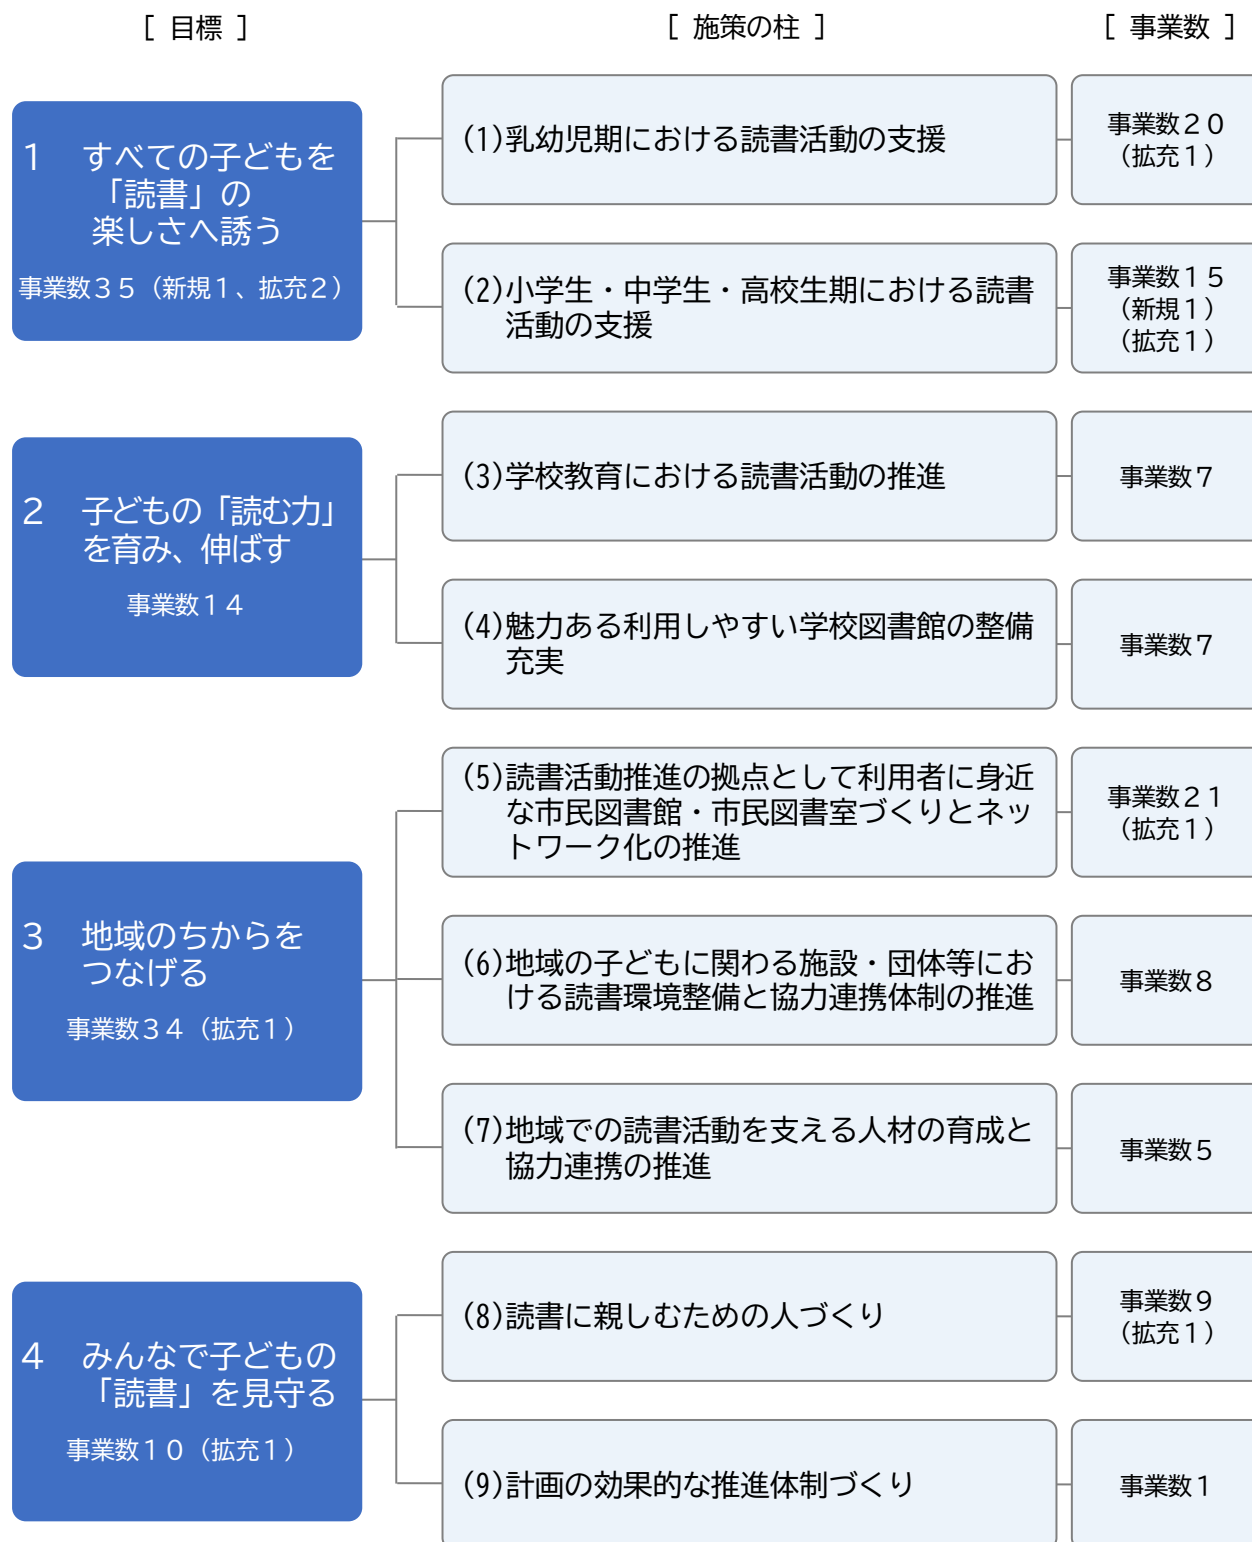 [ 目標 ]
[ 施策の柱 ]
[ 事業数 ]
1 すべての子どもを
「読書」の
楽しさへ誘う
事業数35（新規1、拡充2）
(1)乳幼児期における読書活動の支援
事業数20
（拡充1）
(2)小学生・中学生・高校生期における読書
活動の支援
事業数15
（新規1）
（拡充1）
2 子どもの「読む力」
を育み、伸ばす
事業数14
(3)学校教育における読書活動の推進
事業数7
(4)魅力ある利用しやすい学校図書館の整備
充実
事業数7
3 地域のちからを
つなげる
事業数34（拡充1）
(5)読書活動推進の拠点として利用者に身近
な市民図書館・市民図書室づくりとネッ
トワーク化の推進
事業数21
（拡充1）
(6)地域の子どもに関わる施設・団体等にお
ける読書環境整備と協力連携体制の推進
事業数8
(7)地域での読書活動を支える人材の育成と
協力連携の推進
事業数5
4 みんなで子どもの
「読書」を見守る
事業数10（拡充1）
(8)読書に親しむための人づくり
事業数9
（拡充1）
(9)計画の効果的な推進体制づくり
事業数1